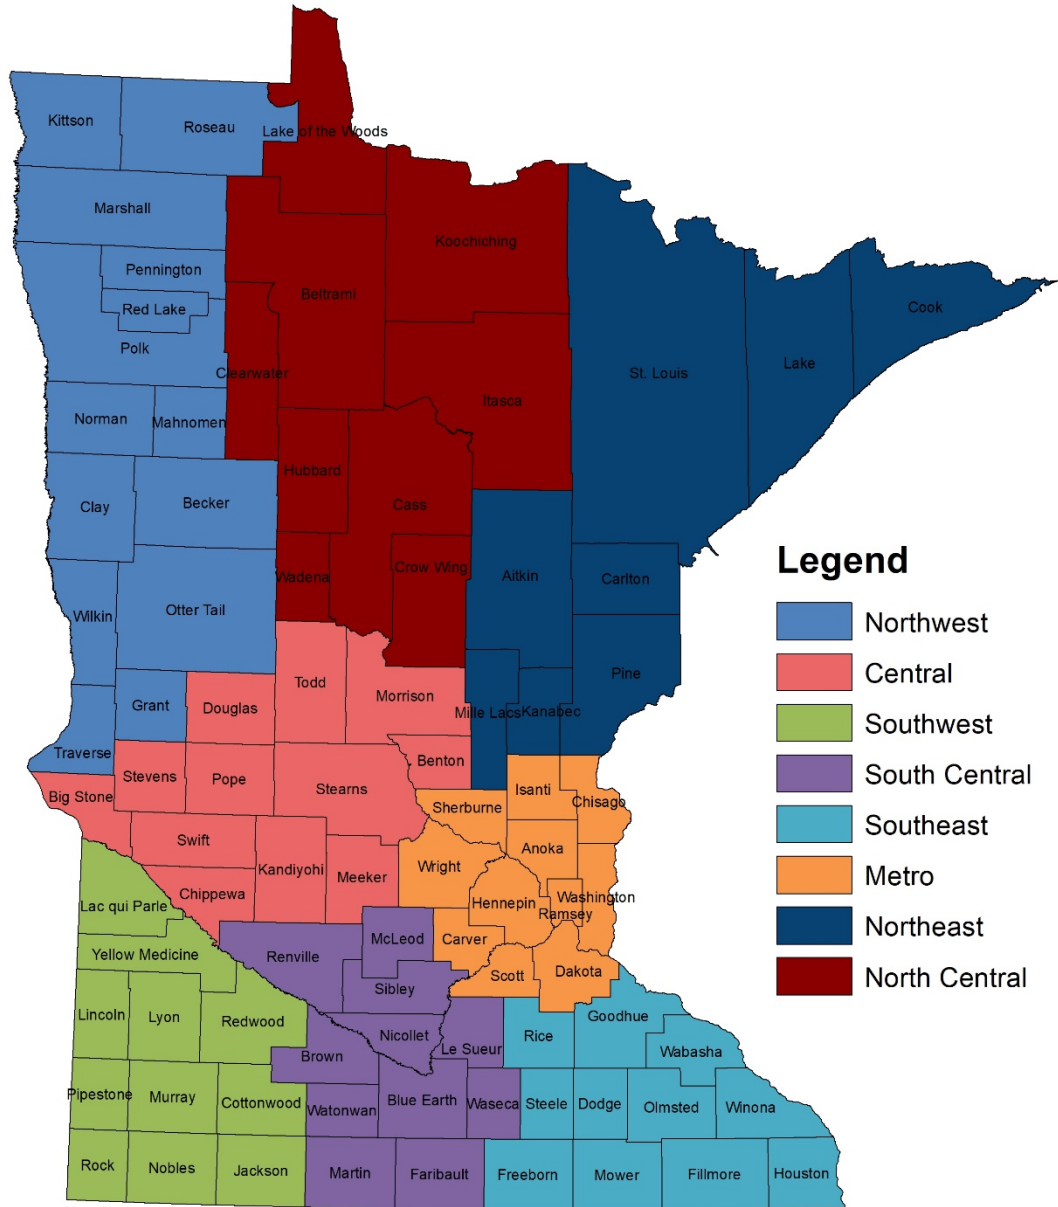 Kittson
Roseau
Lake of the Woods
Marshall
Koochiching
Pennington
Beltrami
Red Lake
Cook
Polk
Lake
Clearwater
St. Louis
Itasca
Norman
Mahnomen
Hubbard
Becker
Clay
Cass
Legend
Crow Wing
Aitkin
Wadena
Carlton
Otter Tail
Wilkin
Northwest
Todd
Pine
Central
Morrison
Grant
Douglas
Mille Lacs
Kanabec
Southwest
Traverse
Benton
Stevens
Pope
South Central
Stearns
Isanti
Big Stone
Chisago
Sherburne
Southeast
Swift
Anoka
Wright
Kandiyohi
Metro
Meeker
Chippewa
Washington
Hennepin
Lac qui Parle
Ramsey
Northeast
McLeod
Carver
Yellow Medicine
Renville
Dakota
Scott
North Central
Sibley
Lincoln
Lyon
Goodhue
Redwood
Nicollet
Rice
Le Sueur
Wabasha
Brown
Pipestone
Murray
Blue Earth
Cottonwood
Waseca
Steele
Dodge
Olmsted
Winona
Watonwan
Rock
Nobles
Jackson
Martin
Faribault
Freeborn
Mower
Fillmore
Houston